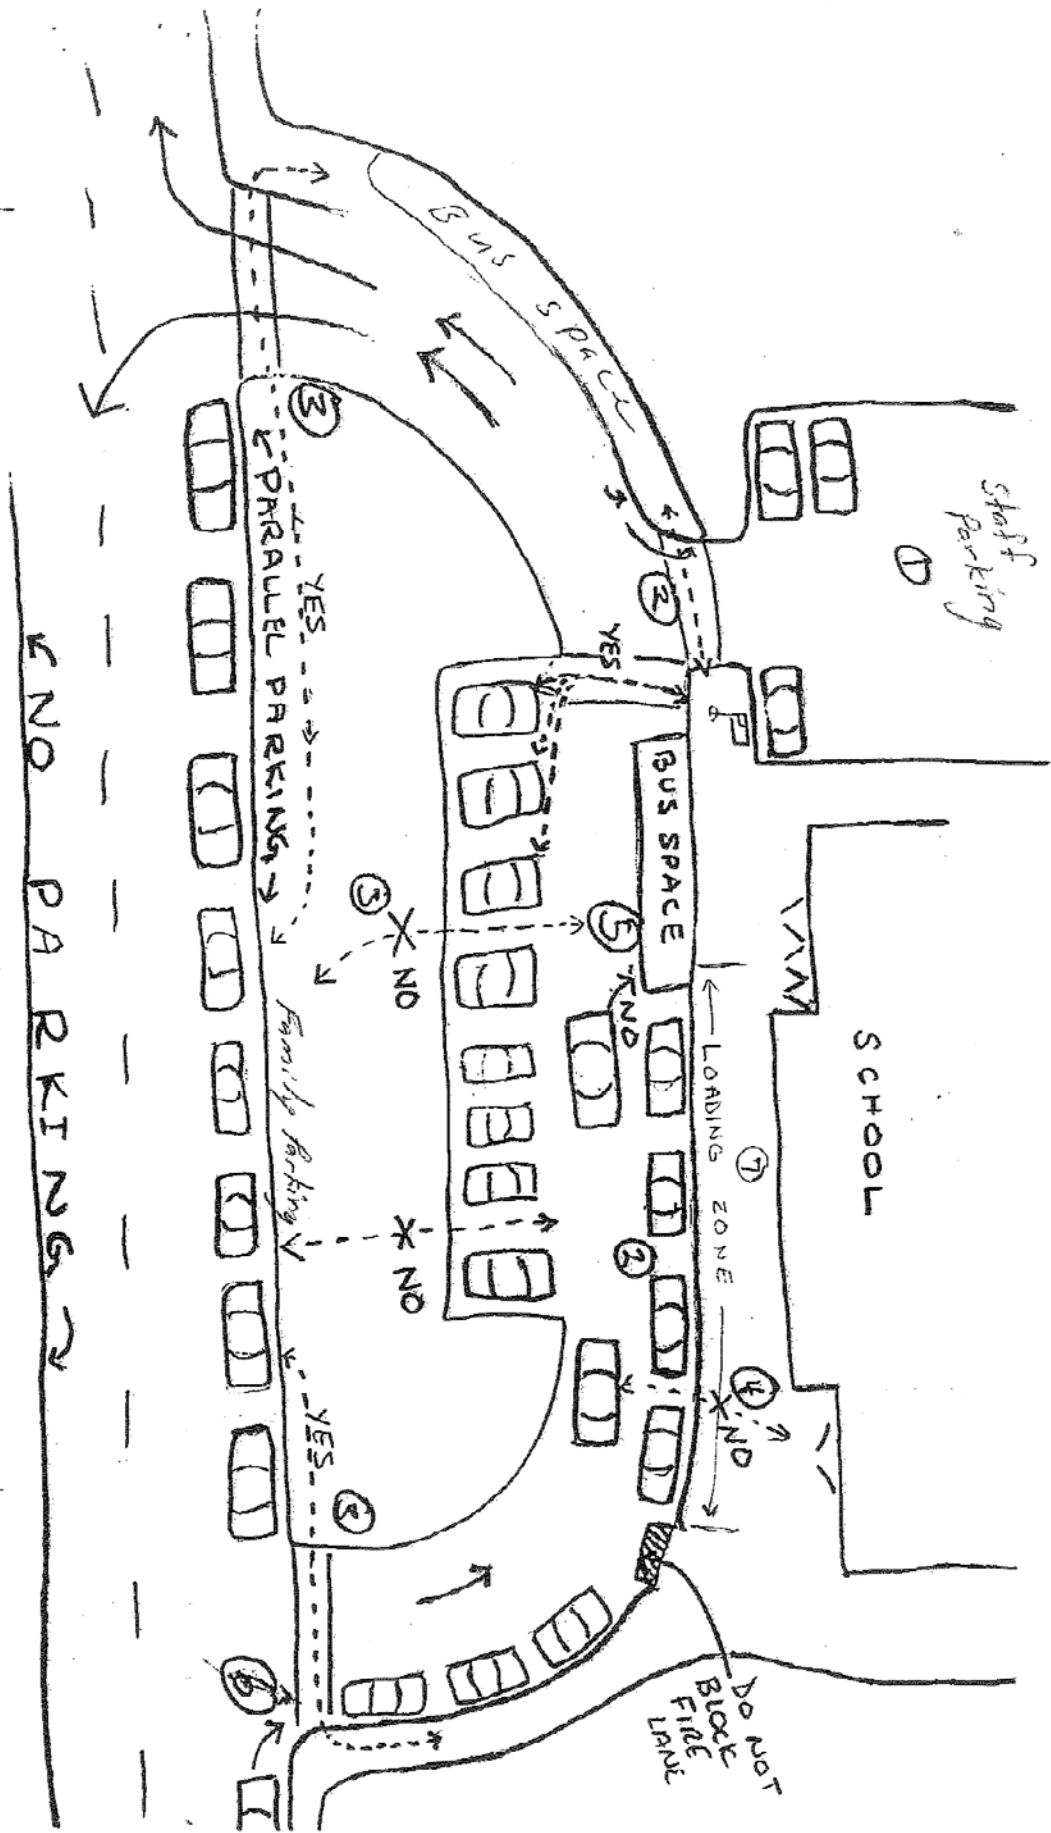 Staff
Parking
①
Bus space
②
YES
BUS SPACE
SCHOOL
⑦
← LOADING ZONE →
④
NO
DO NOT
BLOCK
FIRE
LANE
⑤
NO
②
③
YES
← PARALLEL PARKING →
③
NO
NO
Family Parking
YES
⑥
← NO PARKING →